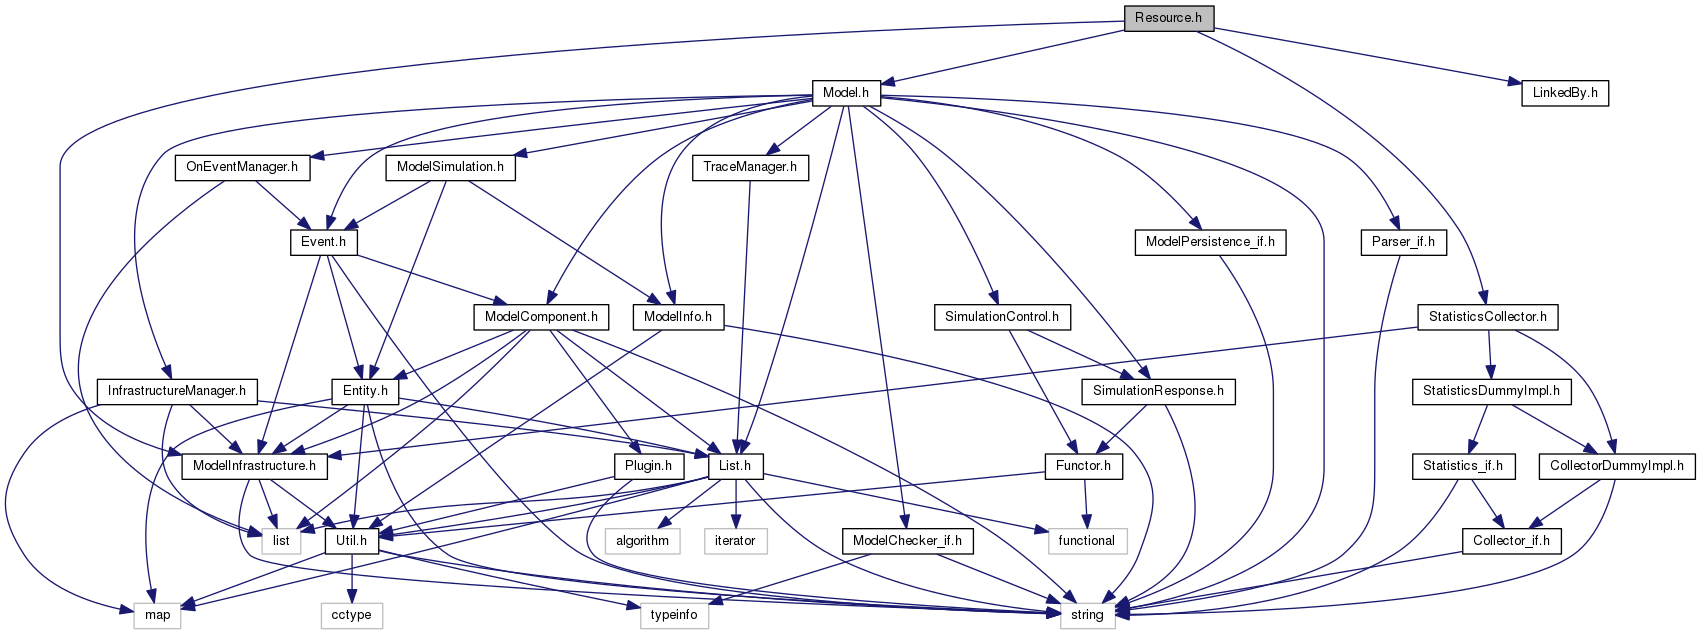 Resource.h
Model.h
LinkedBy.h
OnEventManager.h
ModelSimulation.h
TraceManager.h
Event.h
ModelPersistence_if.h
Parser_if.h
ModelComponent.h
ModelInfo.h
SimulationControl.h
StatisticsCollector.h
InfrastructureManager.h
Entity.h
SimulationResponse.h
StatisticsDummyImpl.h
ModelInfrastructure.h
Plugin.h
List.h
Functor.h
Statistics_if.h
CollectorDummyImpl.h
list
Util.h
algorithm
iterator
ModelChecker_if.h
functional
Collector_if.h
map
cctype
typeinfo
string